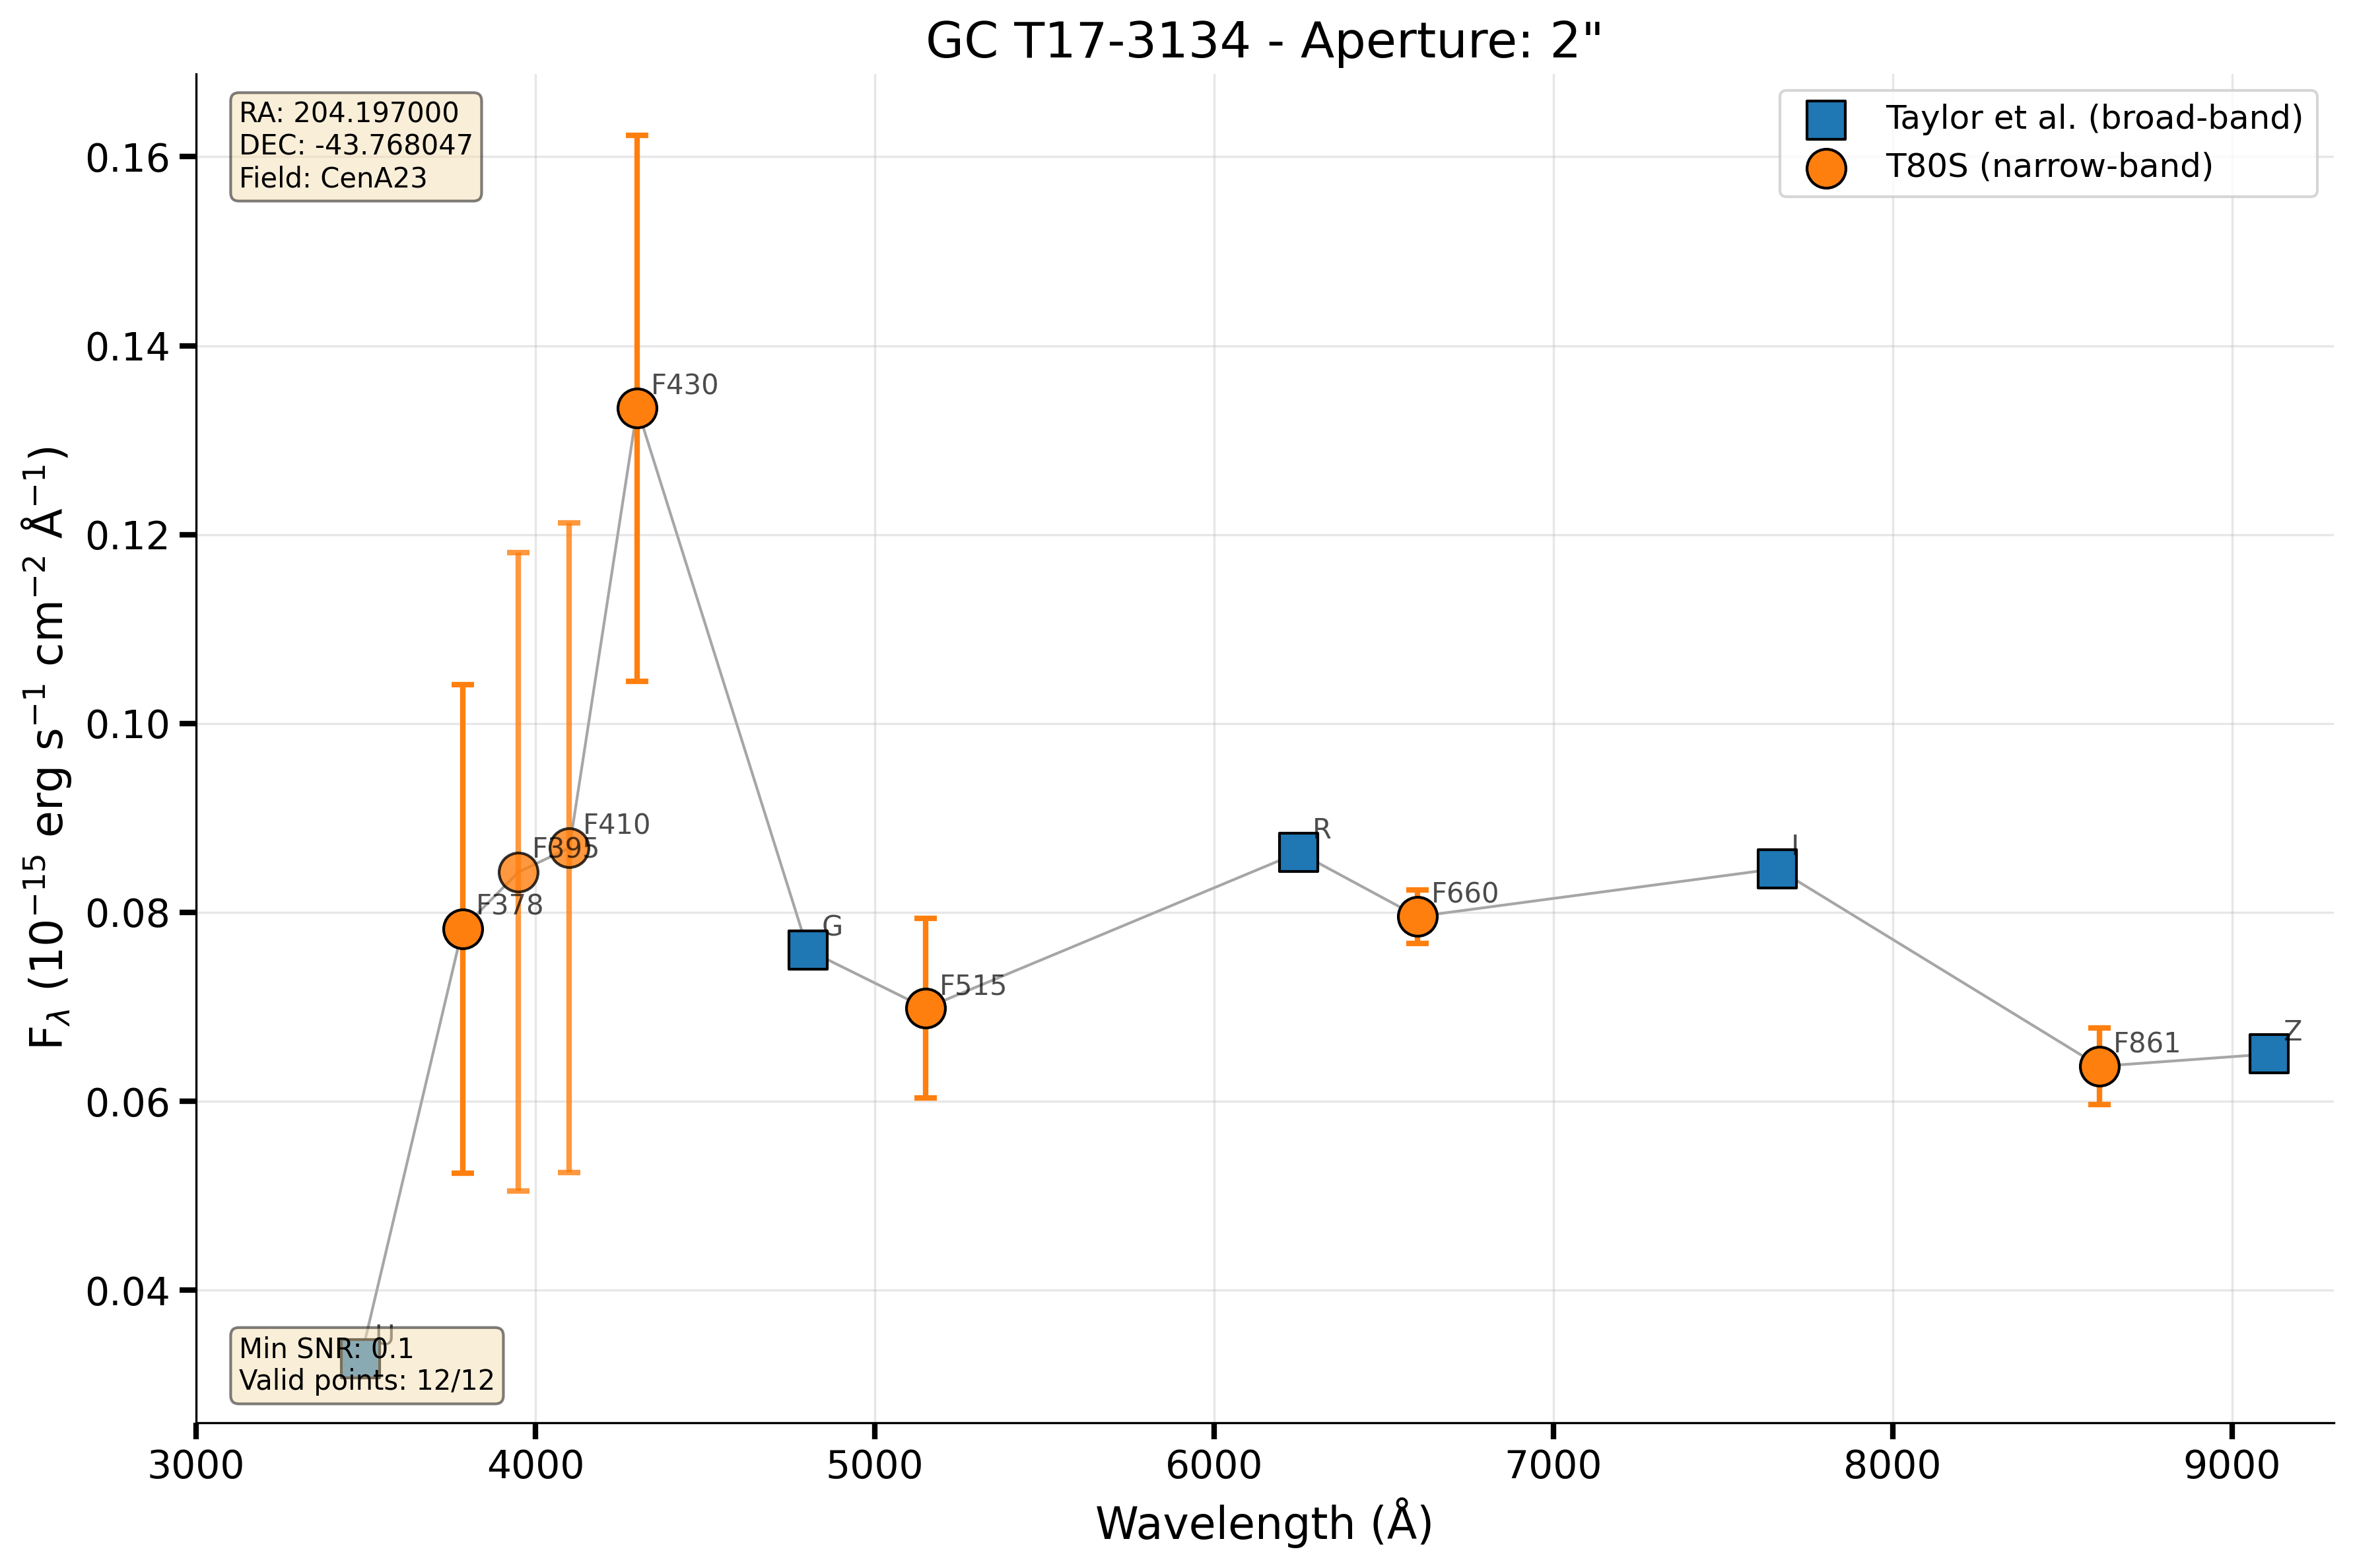 GC T17-3134 - Aperture: 2"
RA: 204.197000
DEC: -43.768047
Field: CenA23
Taylor et al. (broad-band)
T80S (narrow-band)
0.16
0.14
0.12
0.10
0.08
0.06
0.04
F430
F410
F395
F378
G
F515
R
F660
I
F861
Z
U
Min SNR: 0.1
Valid points: 12/12
F_λ (10⁻¹⁵ erg s⁻¹ cm⁻² Å⁻¹)
3000 4000 5000 6000 7000 8000 9000
Wavelength (Å)